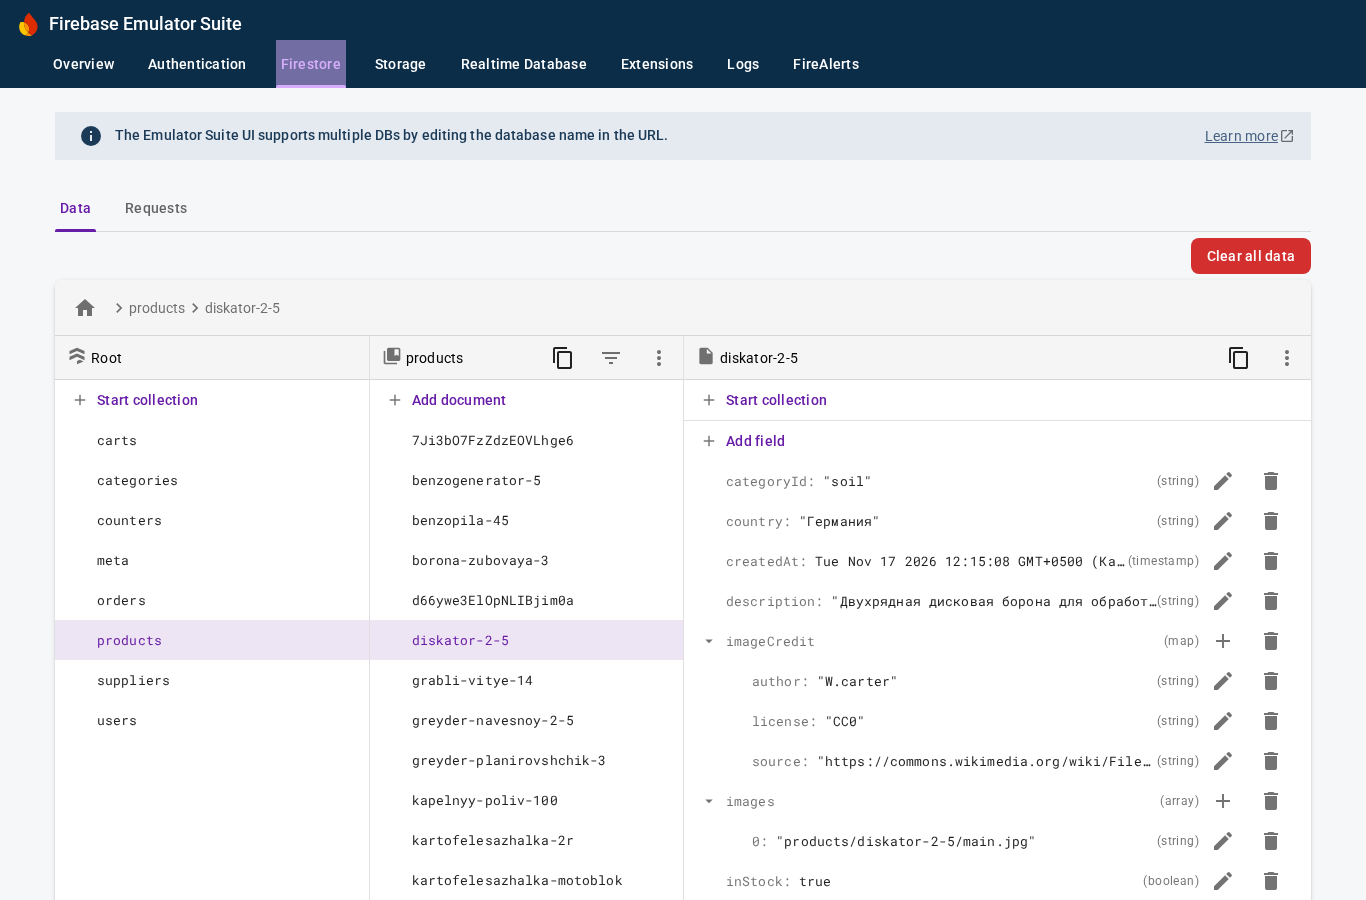 Firebase Emulator Suite
Overview Authentication Firestore Storage Realtime Database Extensions Logs FireAlerts
The Emulator Suite UI supports multiple DBs by editing the database name in the URL. Learn more
Data Requests
Clear all data
products diskator-2-5
Root
Start collection
carts
categories
counters
meta
orders
products
suppliers
users
products
Add document
7Ji3bO7FzZdzEOVLhge6
benzogenerator-5
benzopila-45
borona-zubovaya-3
d66ywe3ElOpNLIBjim0a
diskator-2-5
grabli-vitye-14
greyder-navesnoy-2-5
greyder-planirovshchik-3
kapelnyy-poliv-100
kartofelesazhalka-2r
kartofelesazhalka-motoblok
diskator-2-5
Start collection
Add field
categoryId: "soil" (string)
country: "Германия" (string)
createdAt: Tue Nov 17 2026 12:15:08 GMT+0500 (Ka… (timestamp)
description: "Двухрядная дисковая борона для обработ… (string)
imageCredit (map)
author: "W.carter" (string)
license: "CC0" (string)
source: "https://commons.wikimedia.org/wiki/File… (string)
images (array)
0: "products/diskator-2-5/main.jpg" (string)
inStock: true (boolean)